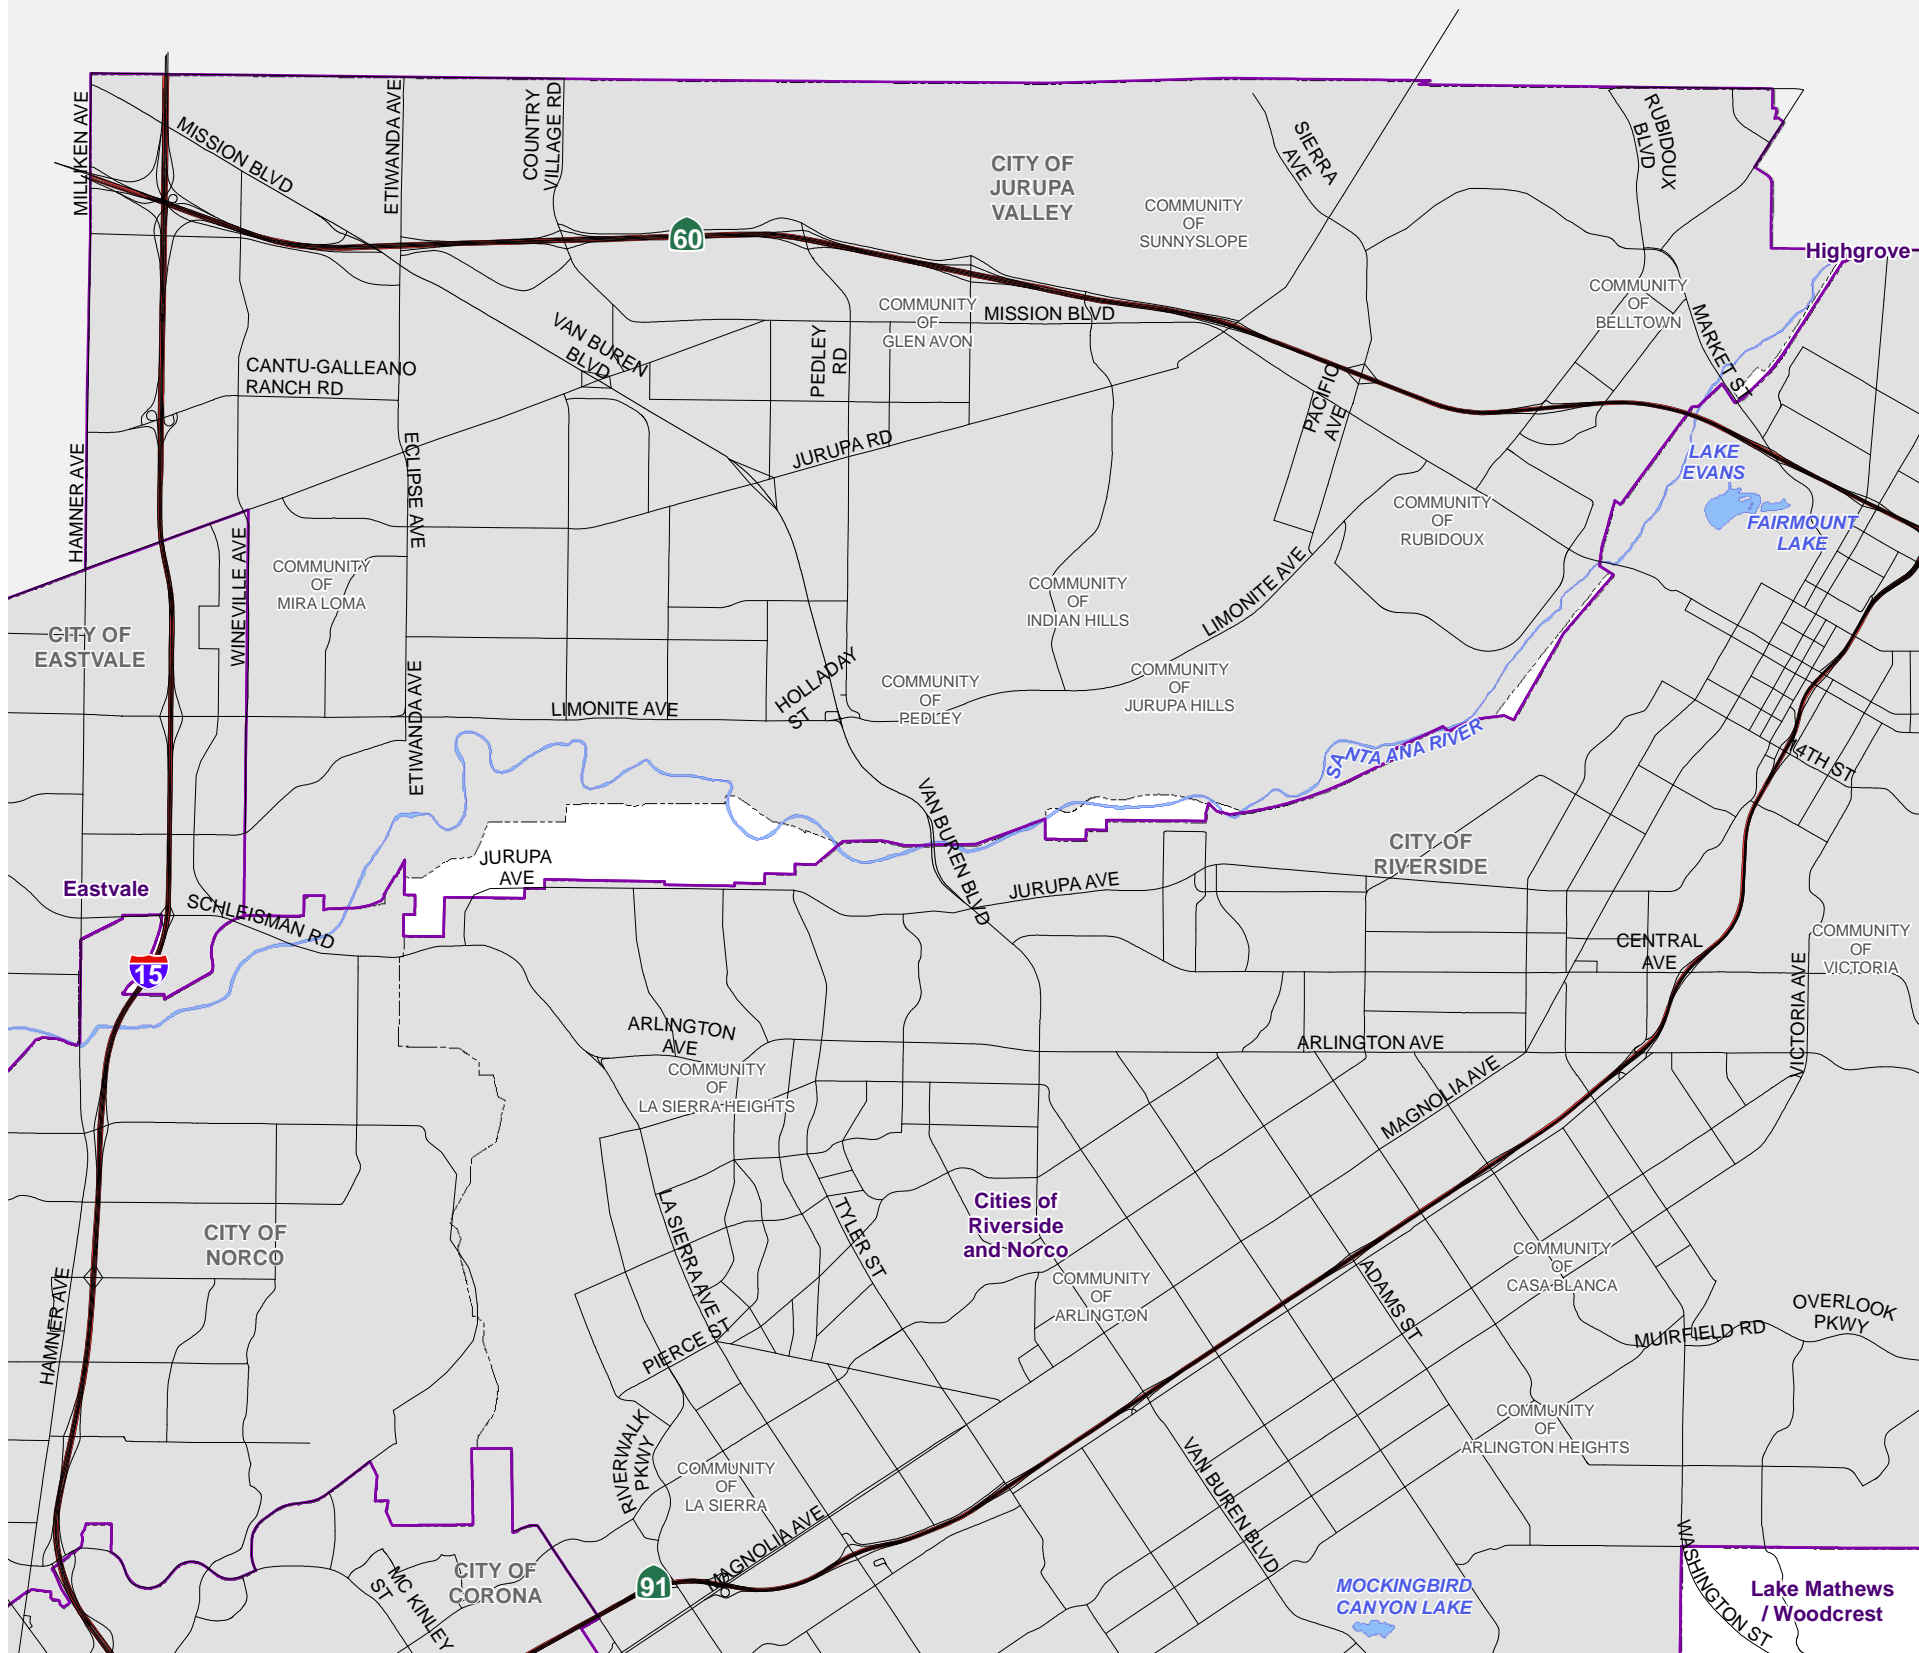 MILLIKEN AVE
MISSION BLVD
ETIWANDA AVE
COUNTRY
VILLAGE RD
CITY OF
JURUPA
VALLEY
COMMUNITY
OF
SUNNYSLOPE
SIERRA
AVE
RUBIDOUX
BLVD
60
Highgrove
COMMUNITY
OF
GLEN AVON
MISSION BLVD
COMMUNITY
OF
BELLTOWN
MARKET ST
VAN BUREN
BLVD
PEDLEY
RD
CANTU-GALLEANO
RANCH RD
PACIFIC
AVE
JURUPA RD
HAMNER AVE
ECLIPSE AVE
LAKE
EVANS
FAIRMOUNT
LAKE
COMMUNITY
OF
RUBIDOUX
WINEVILLE AVE
COMMUNITY
OF
MIRA LOMA
COMMUNITY
OF
INDIAN HILLS
LIMONITE AVE
CITY OF
EASTVALE
ETIWANDA AVE
LIMONITE AVE
HOLLADAY
ST
COMMUNITY
OF
PEDLEY
COMMUNITY
OF
JURUPA HILLS
SANTA ANA RIVER
14TH ST
VAN BUREN BLVD
CITY OF
RIVERSIDE
JURUPA
AVE
JURUPA AVE
Eastvale
SCHLEISMAN RD
15
CENTRAL
AVE
COMMUNITY
OF
VICTORIA
VICTORIA AVE
ARLINGTON
AVE
ARLINGTON AVE
COMMUNITY
OF
LA SIERRA HEIGHTS
MAGNOLIA AVE
CITY OF
NORCO
LA SIERRA AVE
TYLER ST
Cities of
Riverside
and Norco
COMMUNITY
OF
ARLINGTON
ADAMS ST
COMMUNITY
OF
CASA BLANCA
OVERLOOK
PKWY
MUIRFIELD RD
HAMNER AVE
PIERCE ST
RIVERWALK
PKWY
COMMUNITY
OF
LA SIERRA
COMMUNITY
OF
ARLINGTON HEIGHTS
VAN BUREN BLVD
MAGNOLIA AVE
CITY OF
CORONA
MC KINLEY
ST
91
MOCKINGBIRD
CANYON LAKE
WASHINGTON ST
Lake Mathews
/ Woodcrest